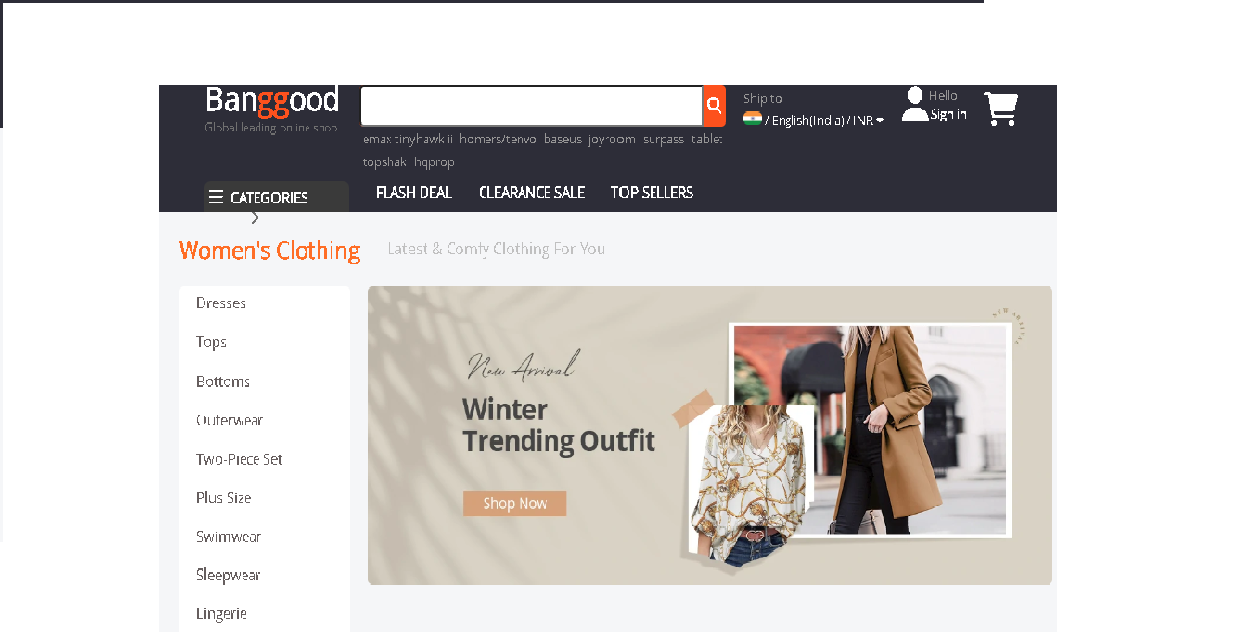 Banggood
Global leading online shop
emax tinyhawk ii homers/tenvo baseus joyroom surpass tablet
topshak hqprop
Ship to
/ English(India) / INR
Hello
Sign in
CATEGORIES
FLASH DEAL CLEARANCE SALE TOP SELLERS
Women's Clothing
Latest & Comfy Clothing For You
Dresses
Tops
Bottoms
Outerwear
Two-Piece Set
Plus Size
Swimwear
Sleepwear
Lingerie
New Arrival
Winter
Trending Outfit
Shop Now
NEW ARRIVAL